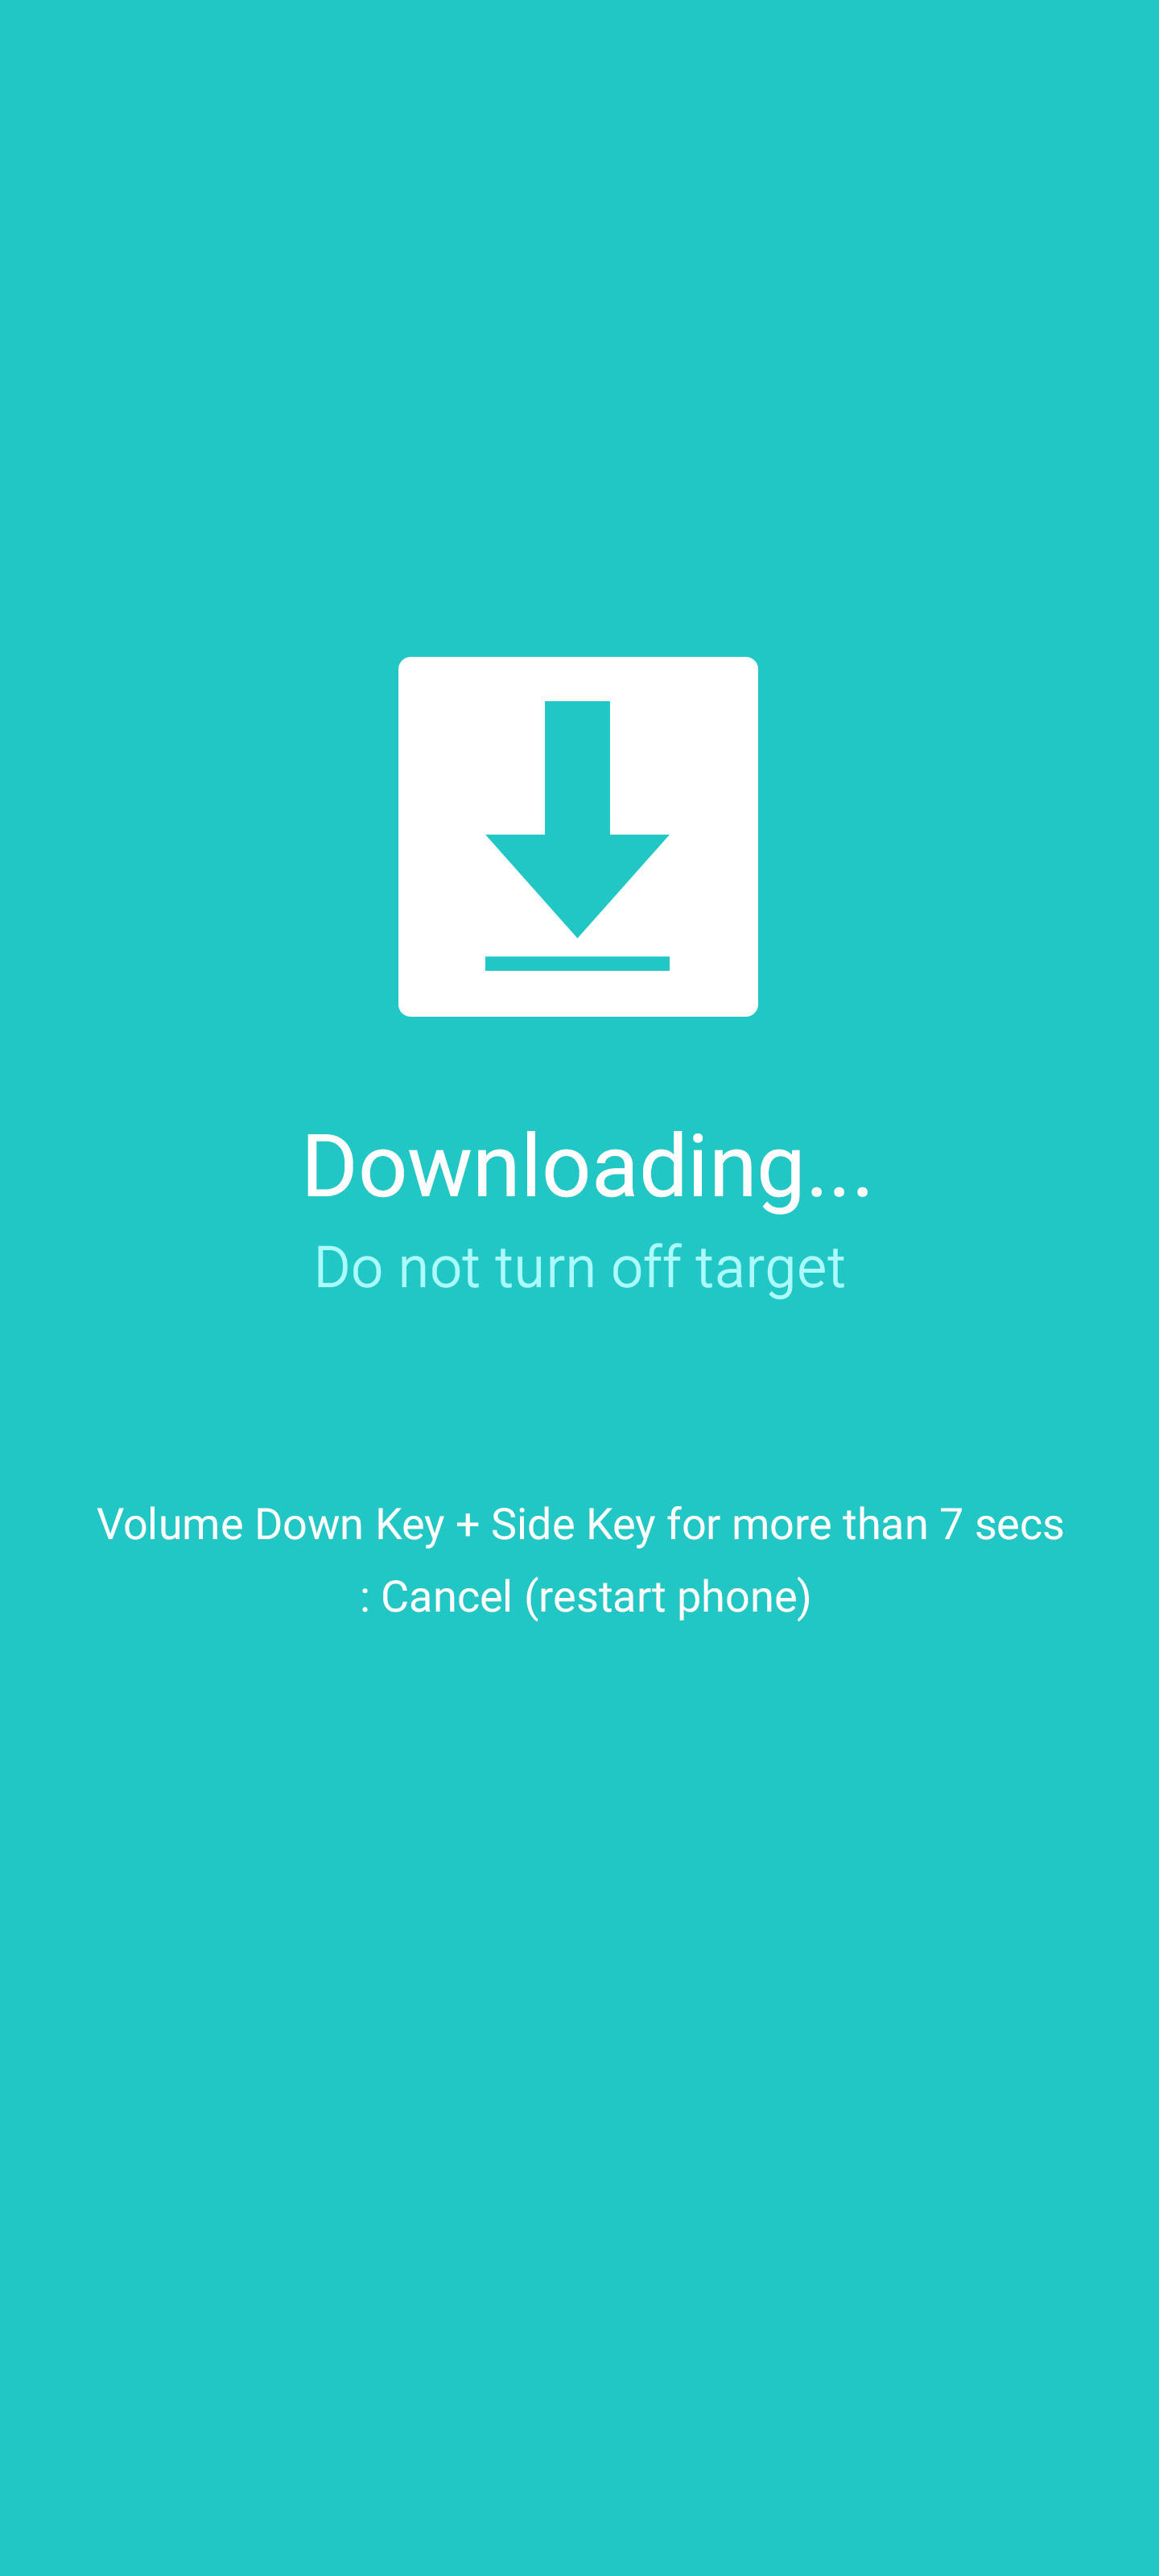 Downloading...
Do not turn off target
Volume Down Key + Side Key for more than 7 secs
: Cancel (restart phone)